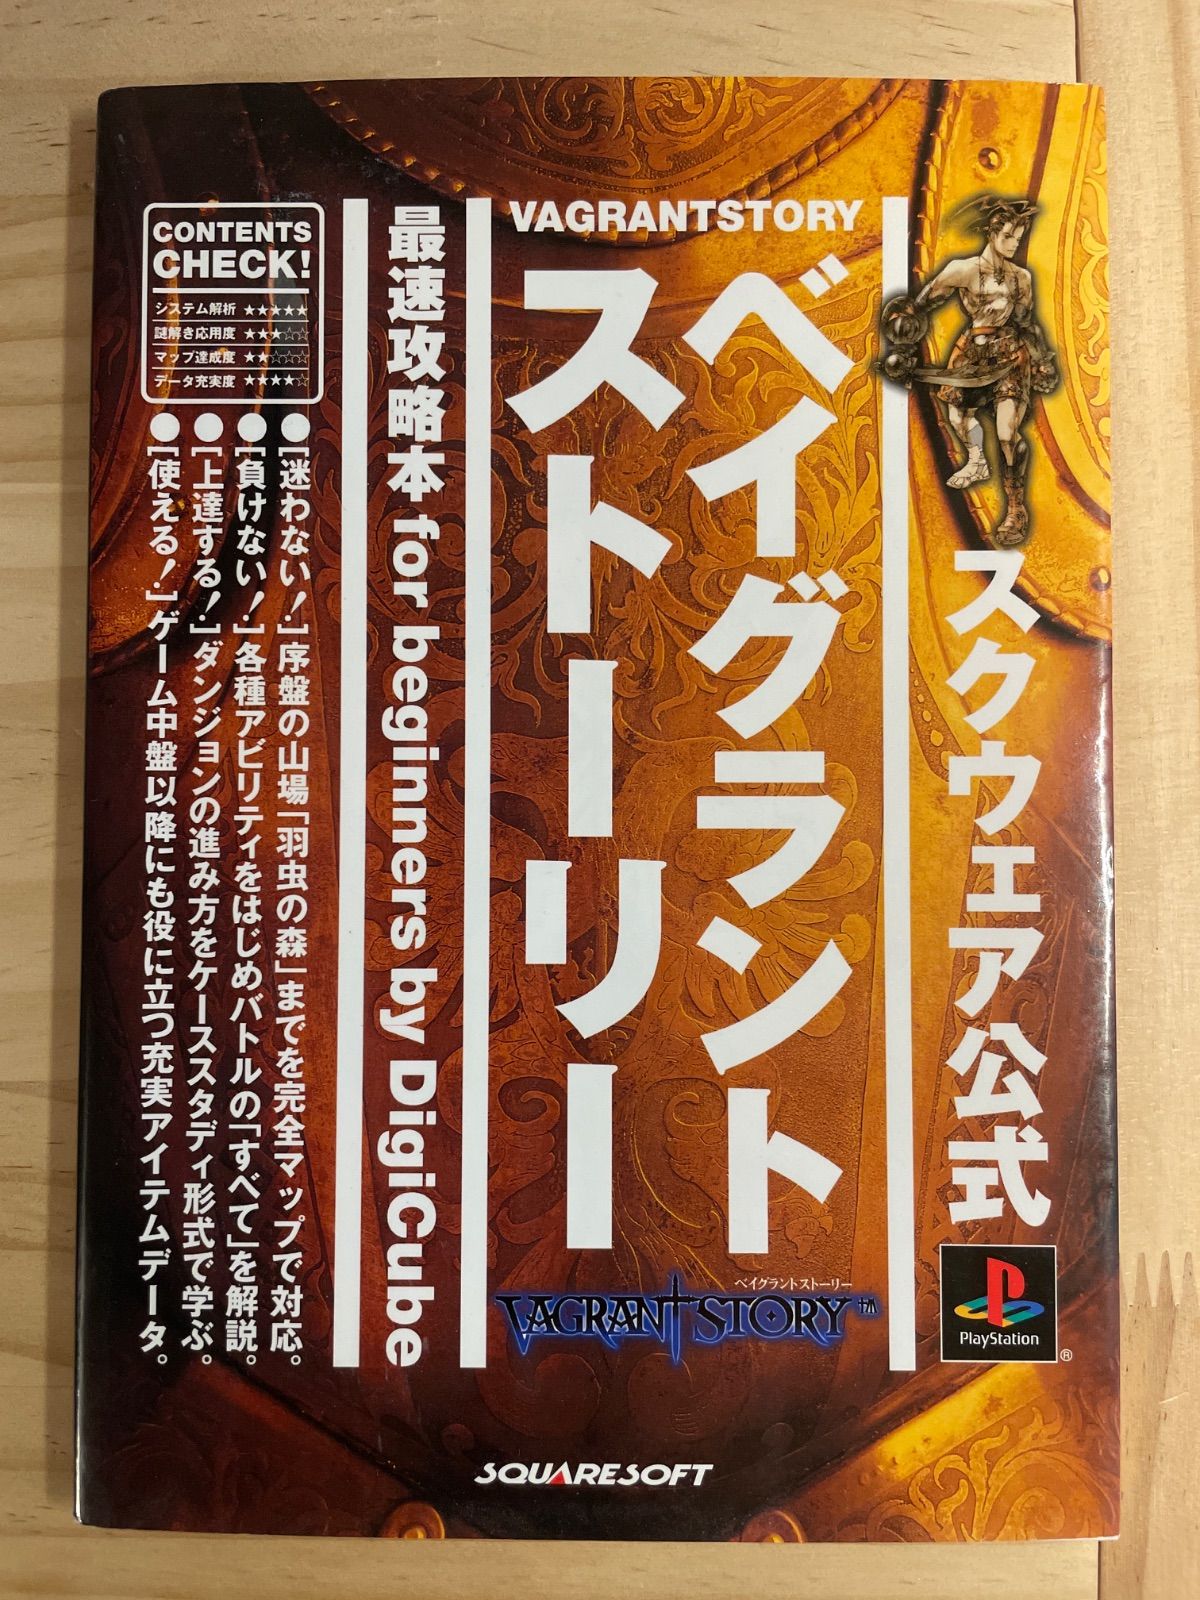 スクウェア公式
VAGRANTSTORY
ベイグラント
ストーリー
最速攻略本 for beginners by DigiCube
CONTENTS
CHECK!
システム解析 ★★★★★
謎解き応用度 ★★★☆☆
マップ達成度 ★★☆☆☆
データ充実度 ★★★★☆
●[迷わない!]序盤の山場「羽虫の森」までを完全マップで対応。
●[負けない!]各種アビリティをはじめバトルの「すべて」を解説。
●[上達する!]ダンジョンの進み方をケーススタディ形式で学ぶ。
●[使える!]ゲーム中盤以降にも役に立つ充実アイテムデータ。
ベイグラントストーリー
VAGRANT STORY
PlayStation
®
SQUARESOFT